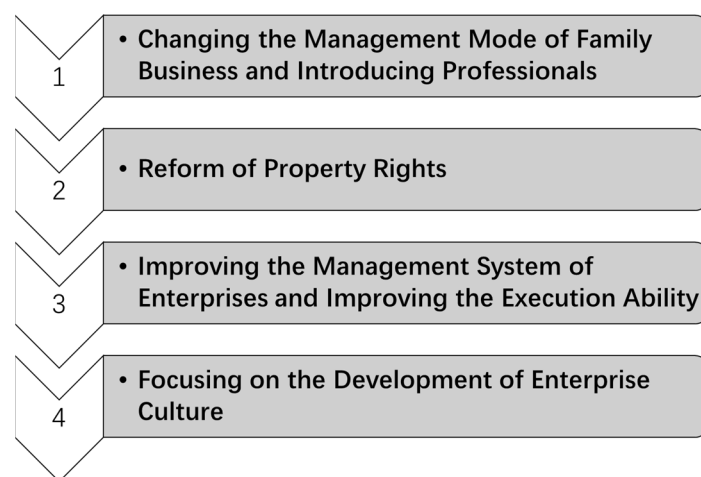 1
• Changing the Management Mode of Family
Business and Introducing Professionals
2
• Reform of Property Rights
3
• Improving the Management System of
Enterprises and Improving the Execution Ability
4
• Focusing on the Development of Enterprise
Culture